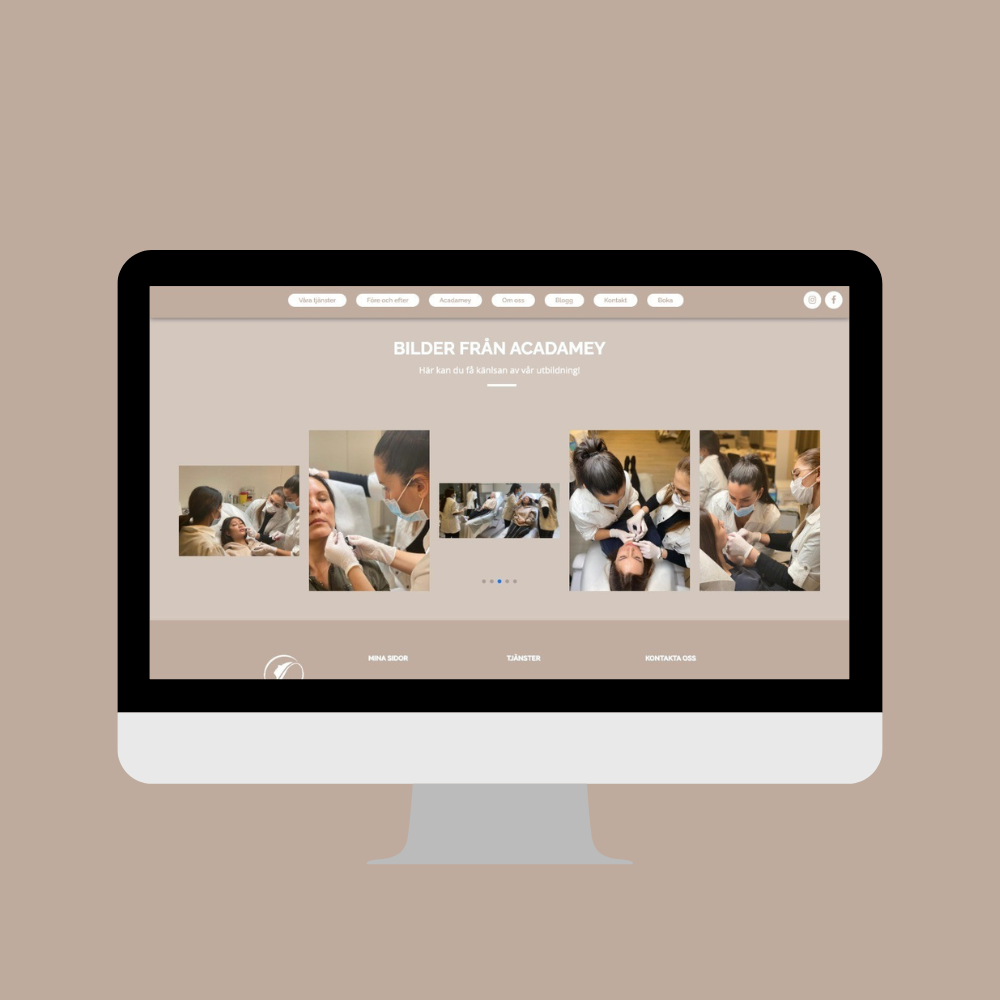 Våra tjänster
Före och efter
Acadamey
Om oss
Blogg
Kontakt
Boka
BILDER FRÅN ACADAMEY
Här kan du få känlsan av vår utbildning!
MINA SIDOR
TJÄNSTER
KONTAKTA OSS